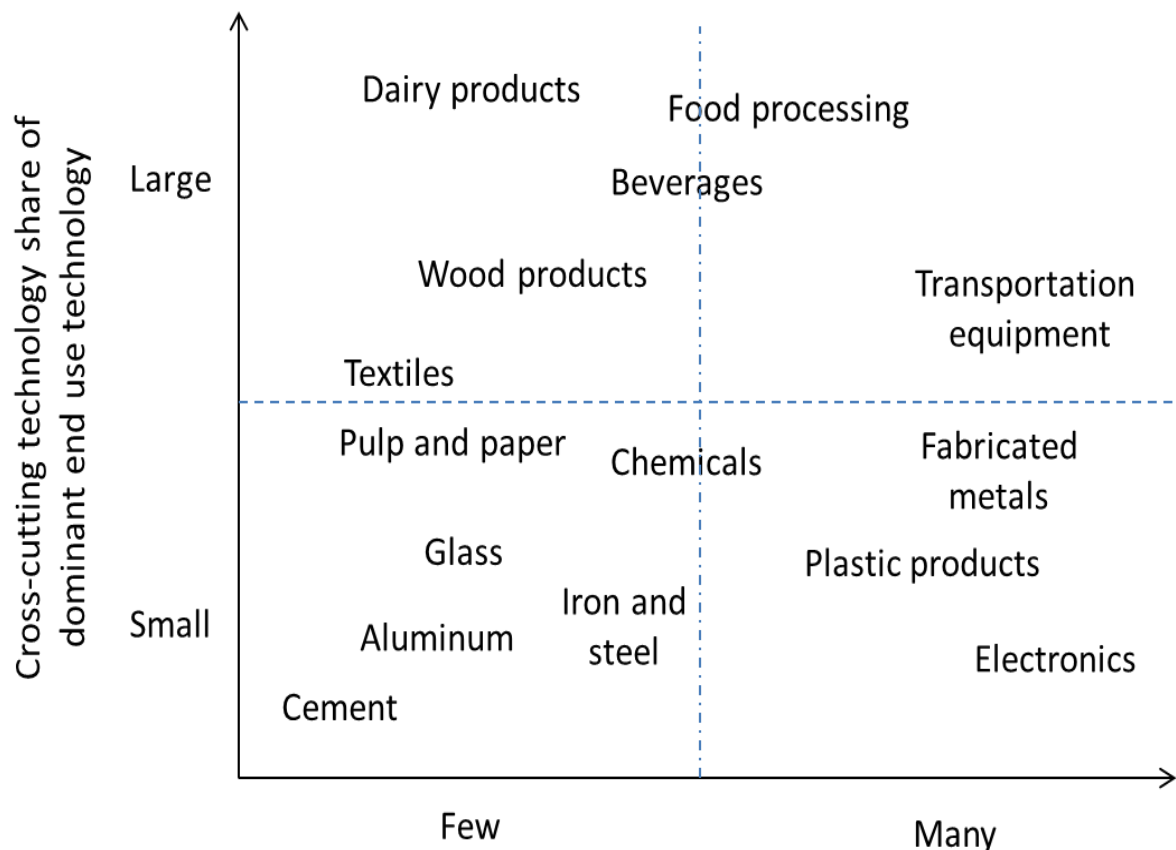 Cross-cutting technology share of
dominant end use technology
Large
Small
Dairy products
Food processing
Beverages
Wood products
Transportation
equipment
Textiles
Pulp and paper
Chemicals
Fabricated
metals
Glass
Plastic products
Iron and
steel
Aluminum
Electronics
Cement
Few
Many